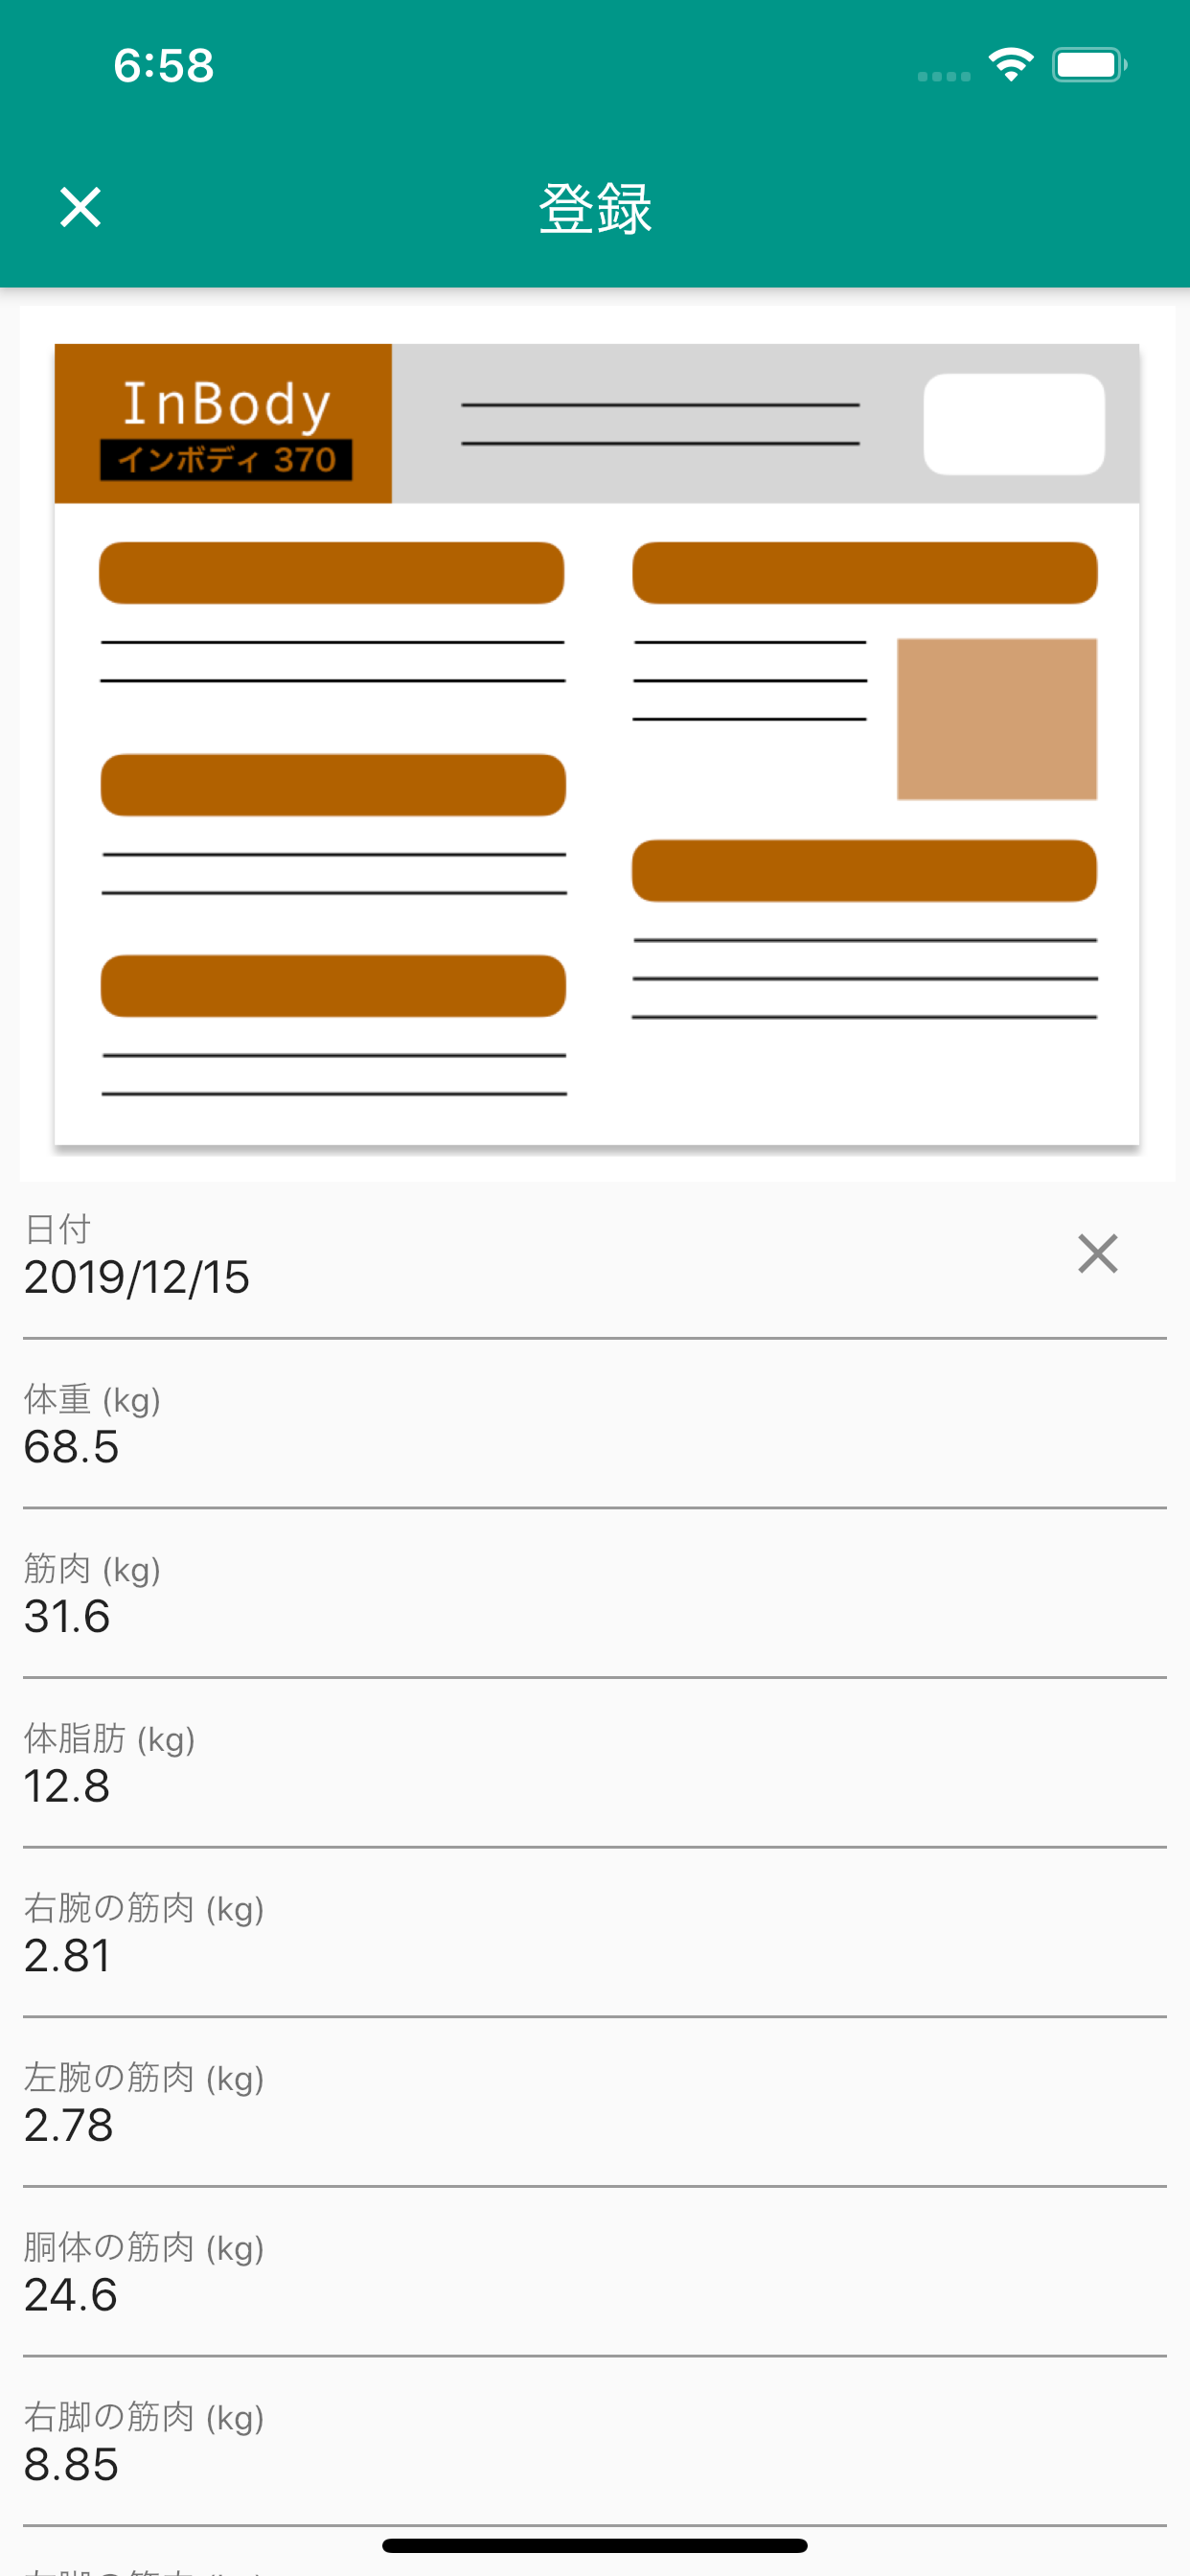 6:58
登録
InBody
インボディ 370
日付
2019/12/15
体重 (kg)
68.5
筋肉 (kg)
31.6
体脂肪 (kg)
12.8
右腕の筋肉 (kg)
2.81
左腕の筋肉 (kg)
2.78
胴体の筋肉 (kg)
24.6
右脚の筋肉 (kg)
8.85